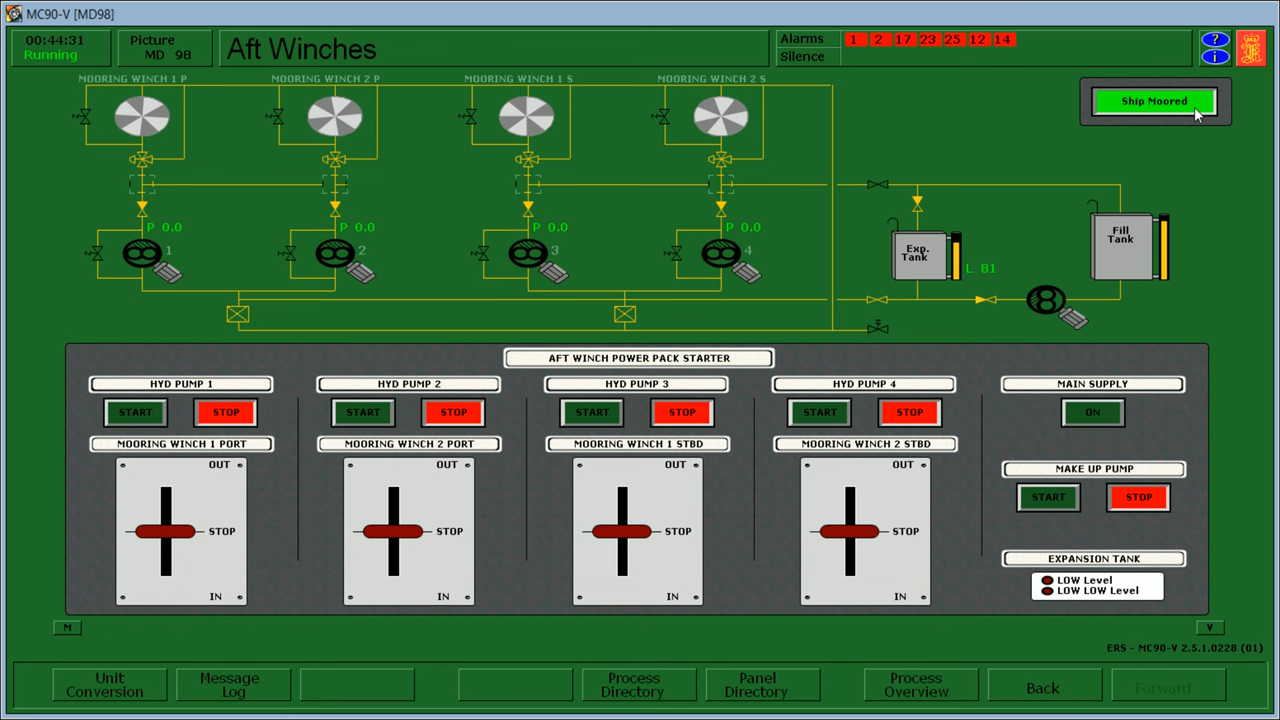 MC90-V [MD98]
00:44:31
Running
Picture
MD 98
Aft Winches
Alarms
1 2 17 23 25 12 14
Silence
?
i
MOORING WINCH 1 P
MOORING WINCH 2 P
MOORING WINCH 1 S
MOORING WINCH 2 S
Ship Moored
P 0.0
P 0.0
P 0.0
P 0.0
1
2
3
4
Exp.
Tank
L 81
Fill
Tank
AFT WINCH POWER PACK STARTER
HYD PUMP 1
HYD PUMP 2
HYD PUMP 3
HYD PUMP 4
MAIN SUPPLY
START
STOP
START
STOP
START
STOP
START
STOP
ON
MOORING WINCH 1 PORT
MOORING WINCH 2 PORT
MOORING WINCH 1 STBD
MOORING WINCH 2 STBD
OUT
STOP
IN
OUT
STOP
IN
OUT
STOP
IN
OUT
STOP
IN
MAKE UP PUMP
START
STOP
EXPANSION TANK
LOW Level
LOW LOW Level
M
V
ERS - MC90-V 2.5.1.0228 (01)
Unit
Conversion
Message
Log
Process
Directory
Panel
Directory
Process
Overview
Back
Forward